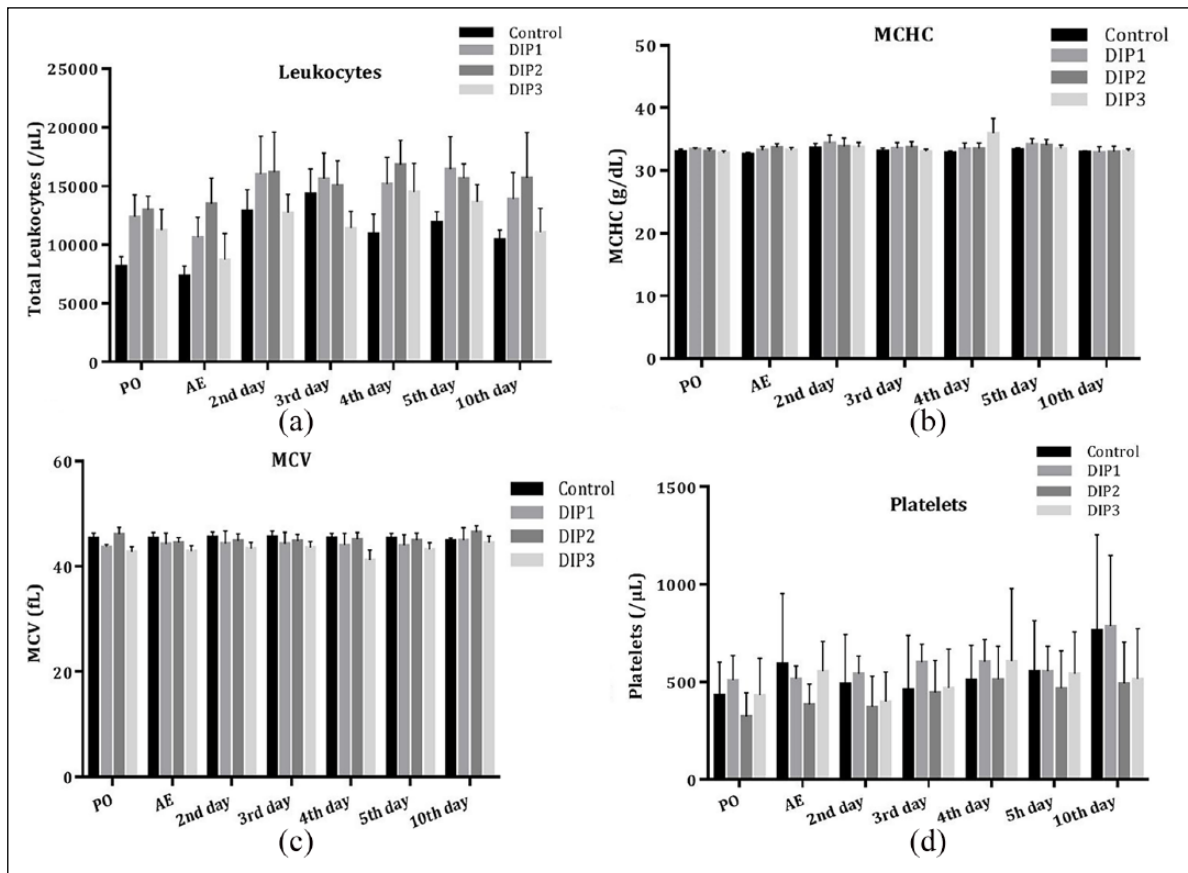 Leukocytes
Control
DIP1
DIP2
DIP3
Total Leukocytes (/µL)
25000
20000
15000
10000
5000
0
PO
AE
2nd day
3rd day
4th day
5th day
10th day
(a)
MCHC
Control
DIP1
DIP2
DIP3
MCHC (g/dL)
50
40
30
20
10
0
PO
AE
2nd day
3rd day
4th day
5th day
10th day
(b)
MCV
Control
DIP1
DIP2
DIP3
MCV (fL)
60
40
20
0
PO
AE
2nd day
3rd day
4th day
5th day
10th day
(c)
Platelets
Control
DIP1
DIP2
DIP3
Platelets (/µL)
1500
1000
500
0
PO
AE
2nd day
3rd day
4th day
5h day
10th day
(d)